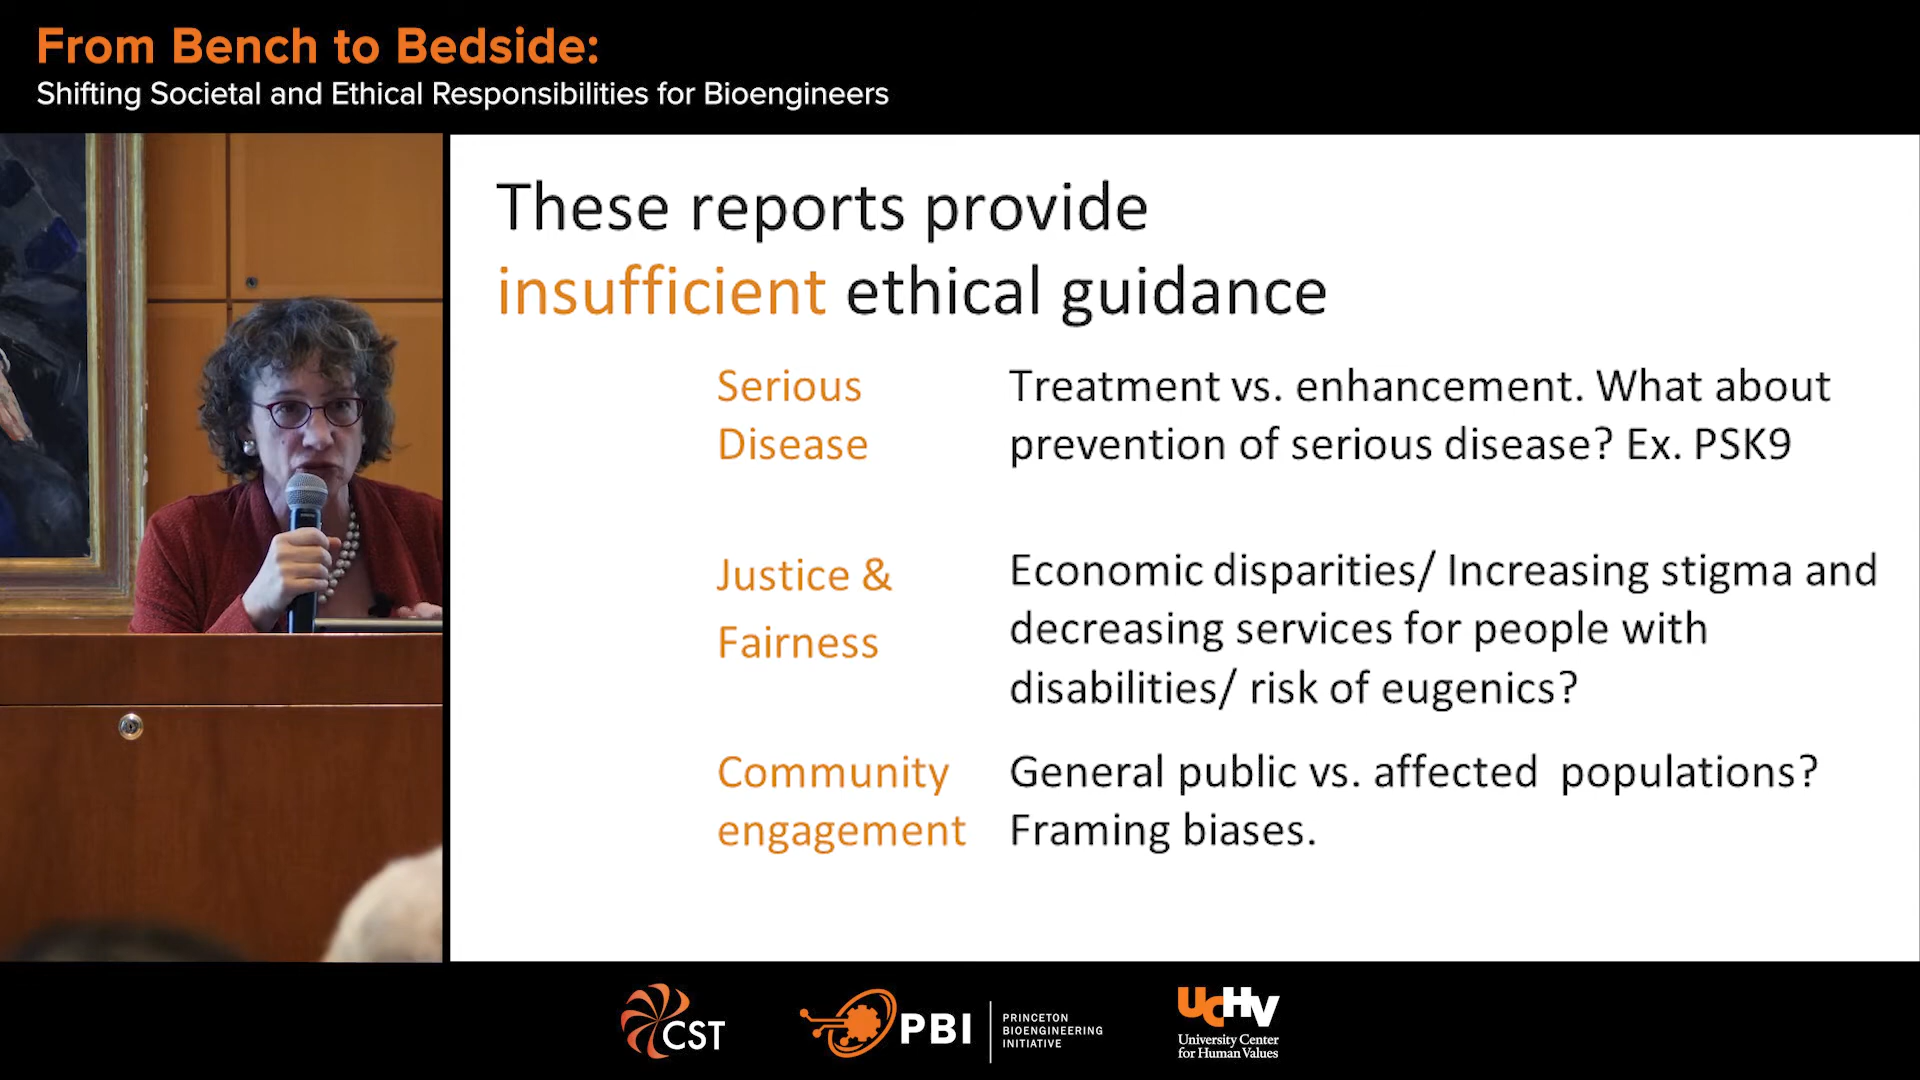 From Bench to Bedside:
Shifting Societal and Ethical Responsibilities for Bioengineers
These reports provide
insufficient ethical guidance
Serious
Disease
Treatment vs. enhancement. What about
prevention of serious disease? Ex. PSK9
Justice &
Fairness
Economic disparities/ Increasing stigma and
decreasing services for people with
disabilities/ risk of eugenics?
Community
engagement
General public vs. affected populations?
Framing biases.
CST
PBI
PRINCETON
BIOENGINEERING
INITIATIVE
UCHV
University Center
for Human Values